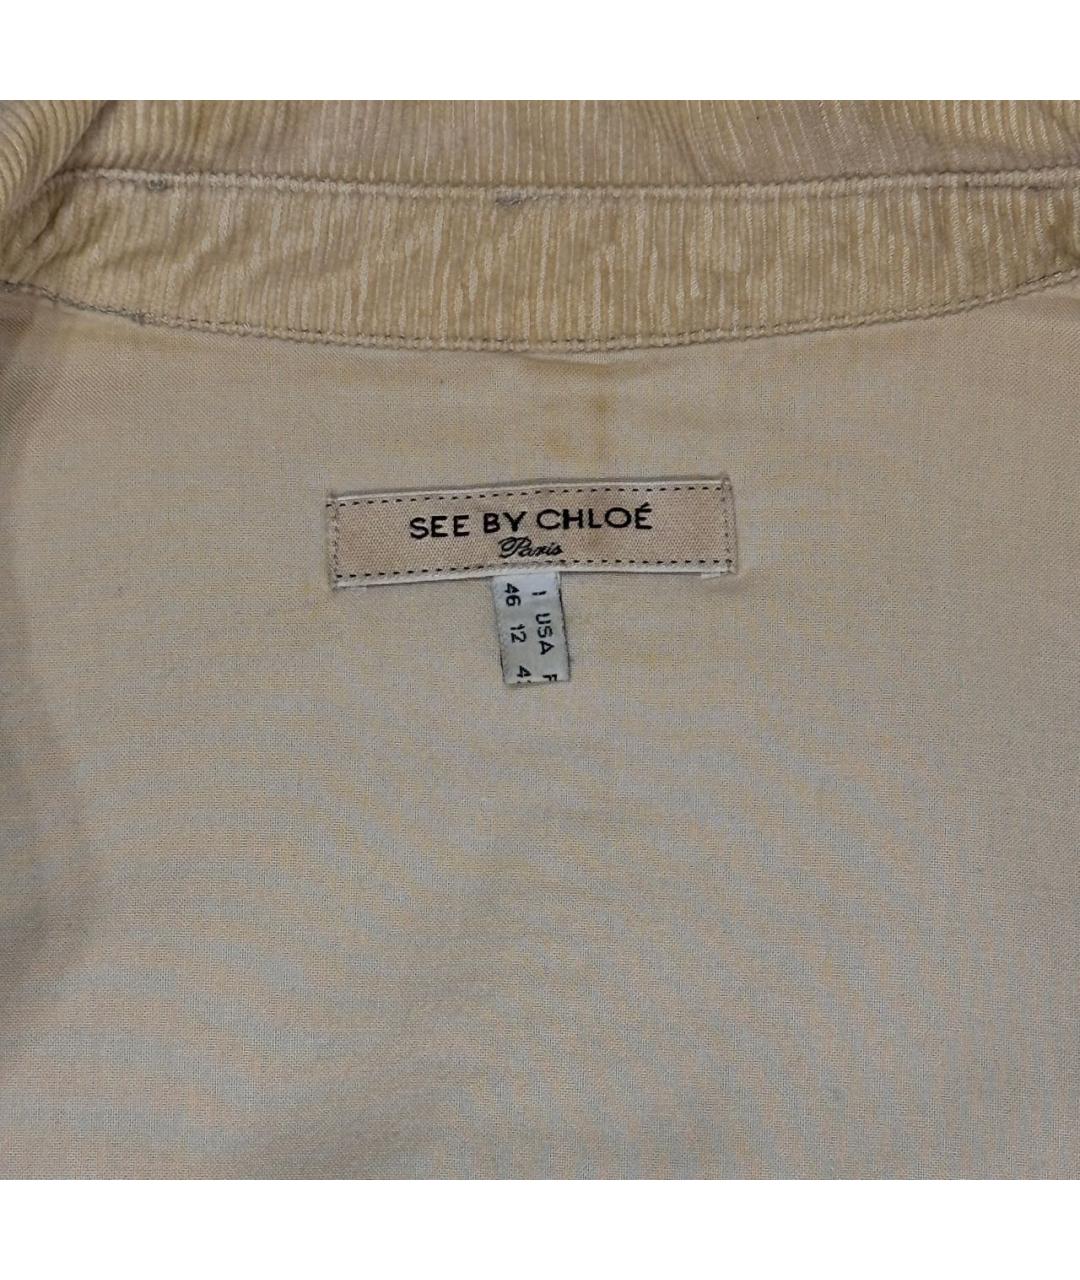 SEE BY CHLOÉ
Paris
I USA F
46 12